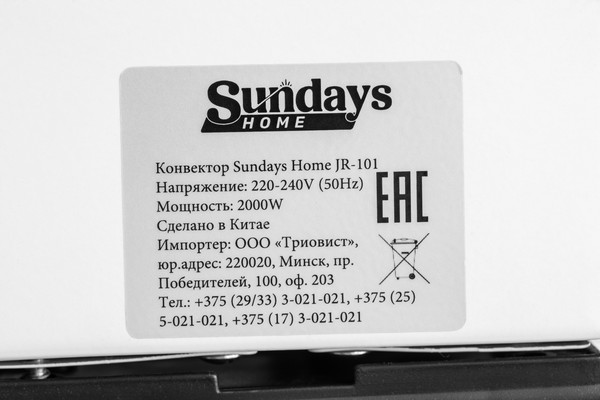 Sundays
HOME
Конвектор Sundays Home JR-101
Напряжение: 220-240V (50Hz)
Мощность: 2000W
Сделано в Китае
Импортер: ООО «Триовист»,
юр.адрес: 220020, Минск, пр.
Победителей, 100, оф. 203
Тел.: +375 (29/33) 3-021-021, +375 (25)
5-021-021, +375 (17) 3-021-021
EAC